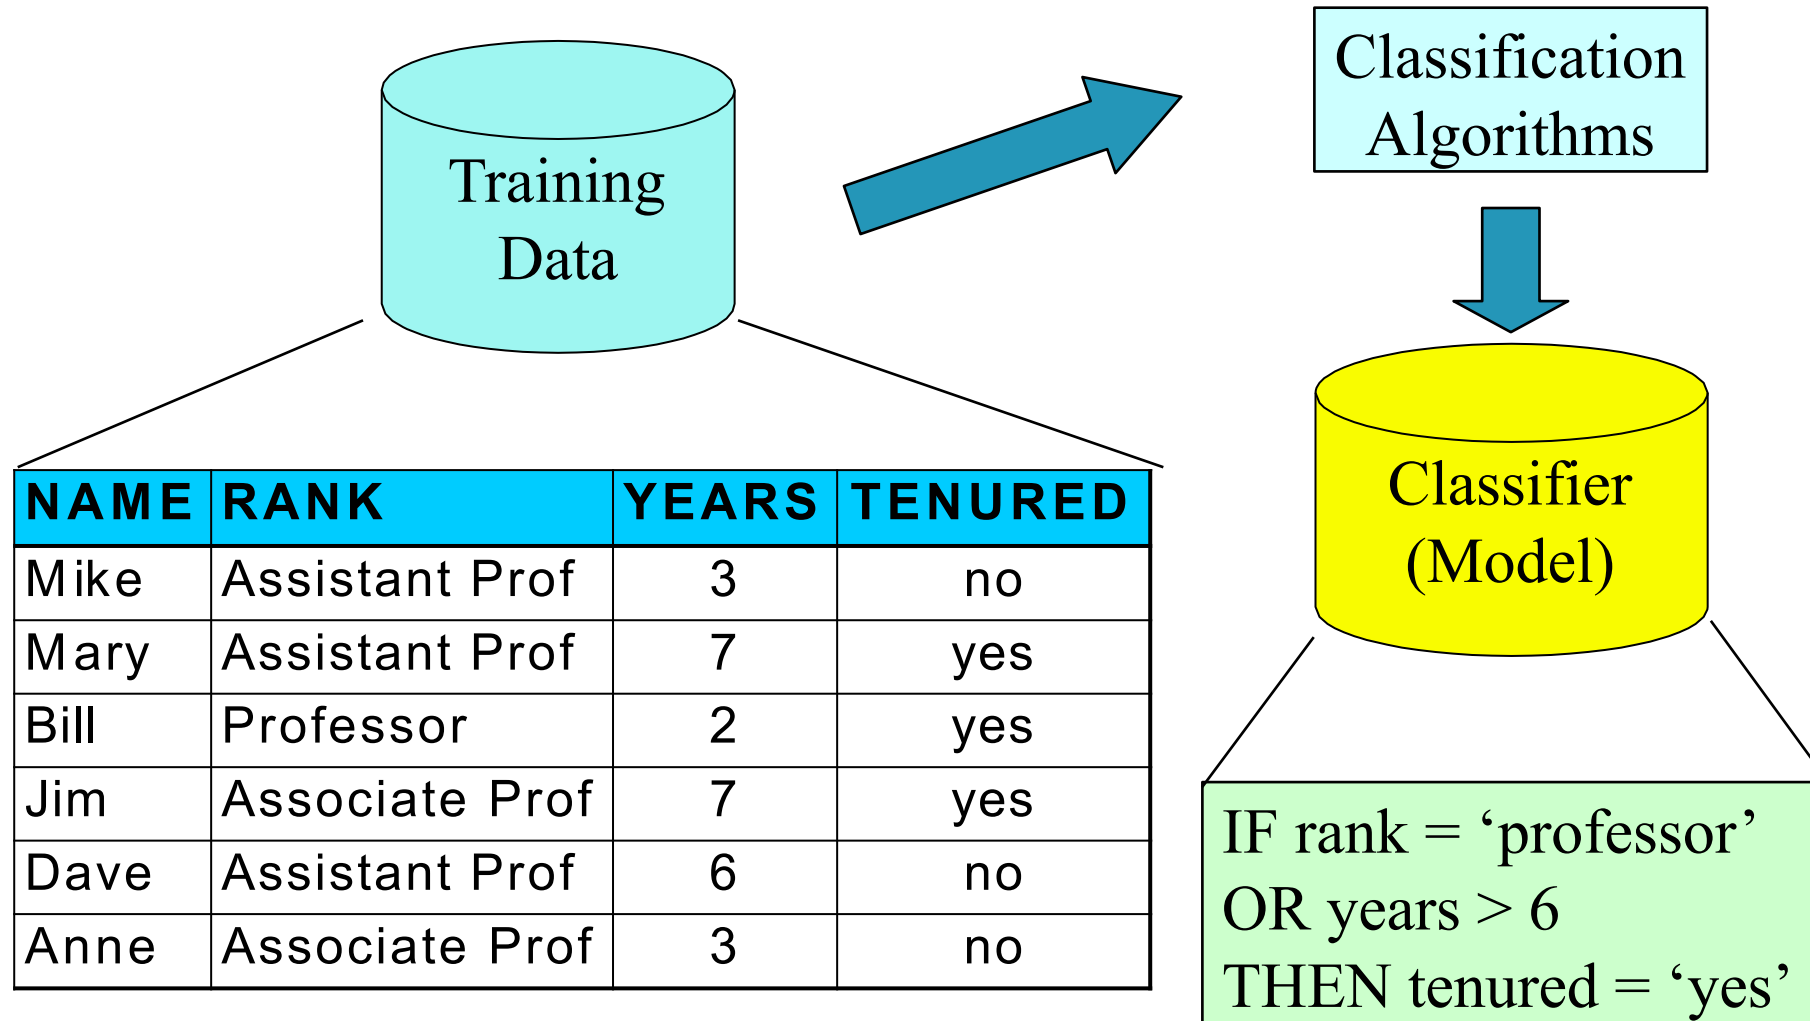 Classification
Algorithms
Training
Data
NAME RANK YEARS TENURED
Mike Assistant Prof 3 no
Mary Assistant Prof 7 yes
Bill Professor 2 yes
Jim Associate Prof 7 yes
Dave Assistant Prof 6 no
Anne Associate Prof 3 no
Classifier
(Model)
IF rank = ‘professor’
OR years > 6
THEN tenured = ‘yes’